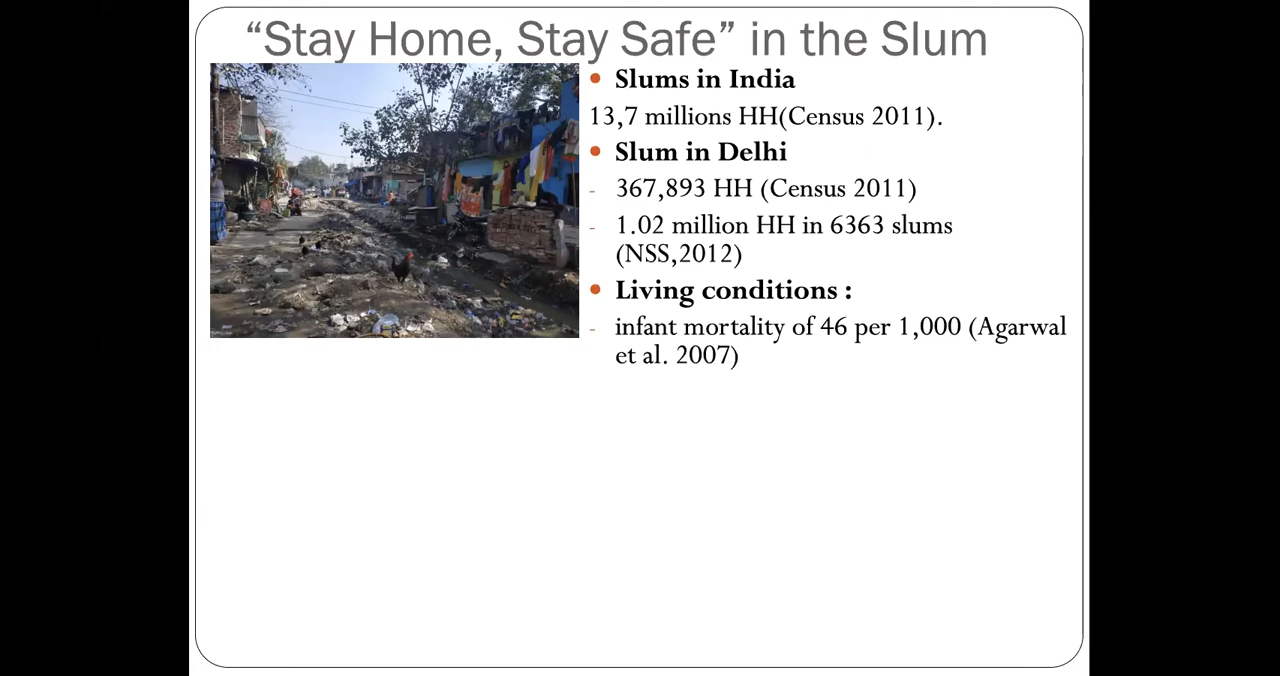 “Stay Home, Stay Safe” in the Slum
• Slums in India
13,7 millions HH(Census 2011).
• Slum in Delhi
- 367,893 HH (Census 2011)
- 1.02 million HH in 6363 slums
(NSS,2012)
• Living conditions :
- infant mortality of 46 per 1,000 (Agarwal
et al. 2007)